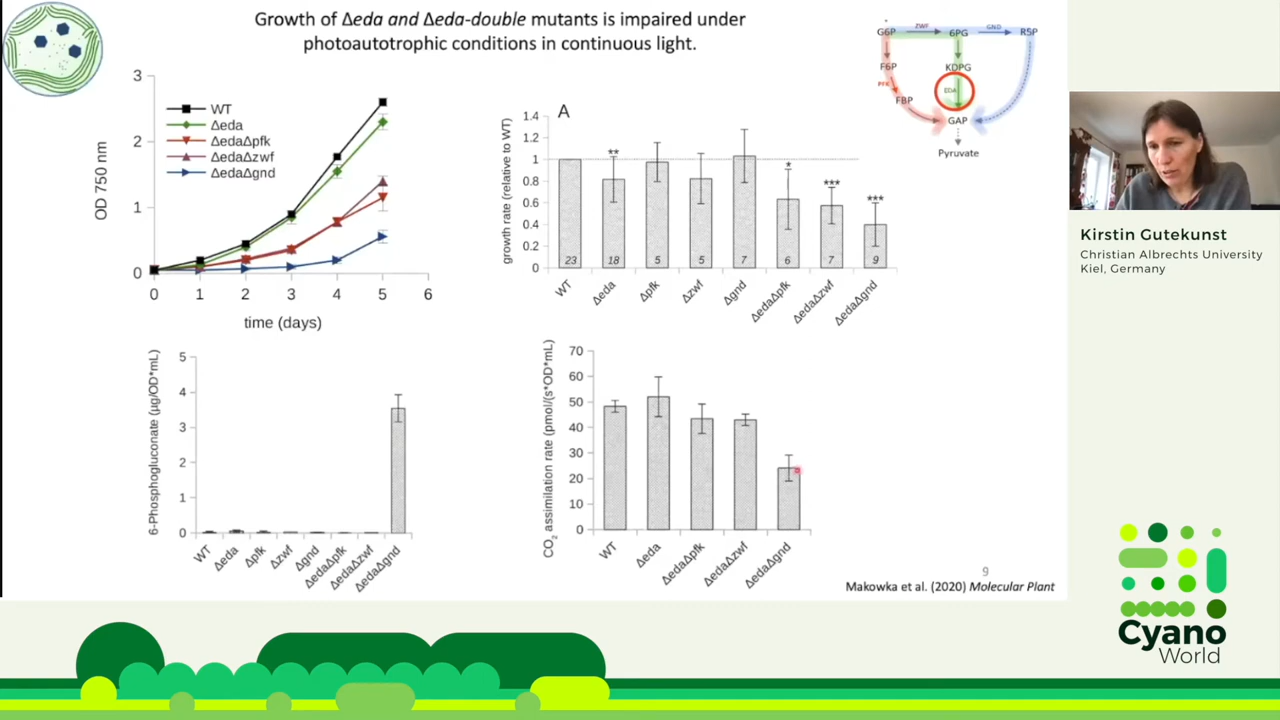 Growth of Δeda and Δeda-double mutants is impaired under
photoautotrophic conditions in continuous light.
G6P
ZWF
6PG
GND
R5P
F6P
KDPG
PFK
EDA
FBP
GAP
Pyruvate
OD 750 nm
3
2
1
0
WT
Δeda
ΔedaΔpfk
ΔedaΔzwf
ΔedaΔgnd
0 1 2 3 4 5 6
time (days)
A
growth rate (relative to WT)
1.4
1.2
1
0.8
0.6
0.4
0.2
0
** * *** ***
23 18 5 5 7 6 7 9
WT Δeda Δpfk Δzwf Δgnd ΔedaΔpfk ΔedaΔzwf ΔedaΔgnd
6-Phosphogluconate (µg/OD*mL)
5
4
3
2
1
0
WT Δeda Δpfk Δzwf Δgnd ΔedaΔpfk ΔedaΔzwf ΔedaΔgnd
CO2 assimilation rate (pmol/(s*OD*mL)
70
60
50
40
30
20
10
0
WT Δeda ΔedaΔpfk ΔedaΔzwf ΔedaΔgnd
9
Makowka et al. (2020) Molecular Plant
Kirstin Gutekunst
Christian Albrechts University
Kiel, Germany
Cyano
World